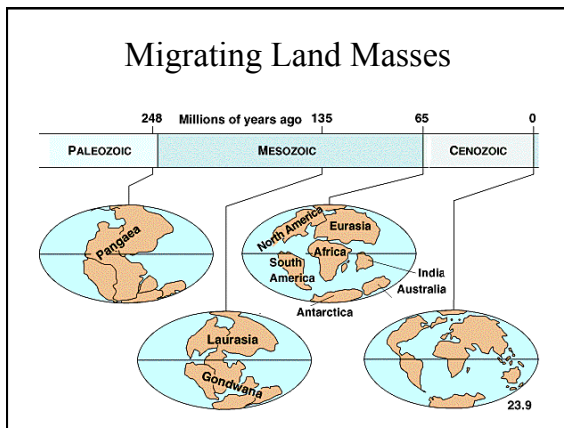 Migrating Land Masses
248 Millions of years ago 135 65 0
PALEOZOIC MESOZOIC CENOZOIC
Pangaea
North America
Eurasia
Africa
South
America
India
Australia
Antarctica
Laurasia
Gondwana
23.9